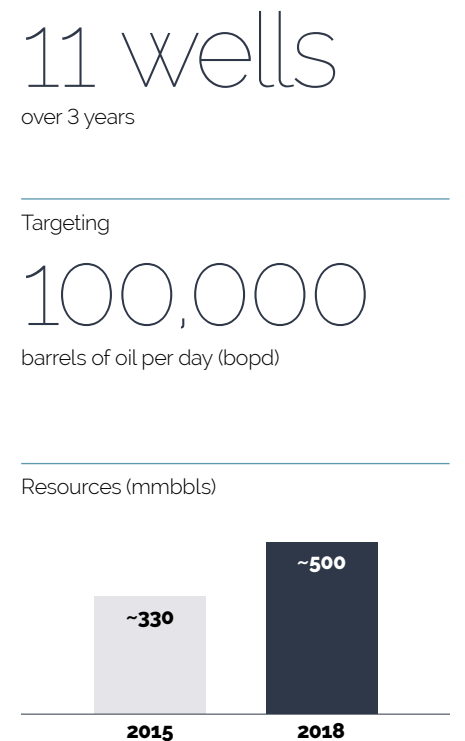 11 wells
over 3 years
Targeting
100,000
barrels of oil per day (bopd)
Resources (mmbbls)
~500
~330
2015 2018